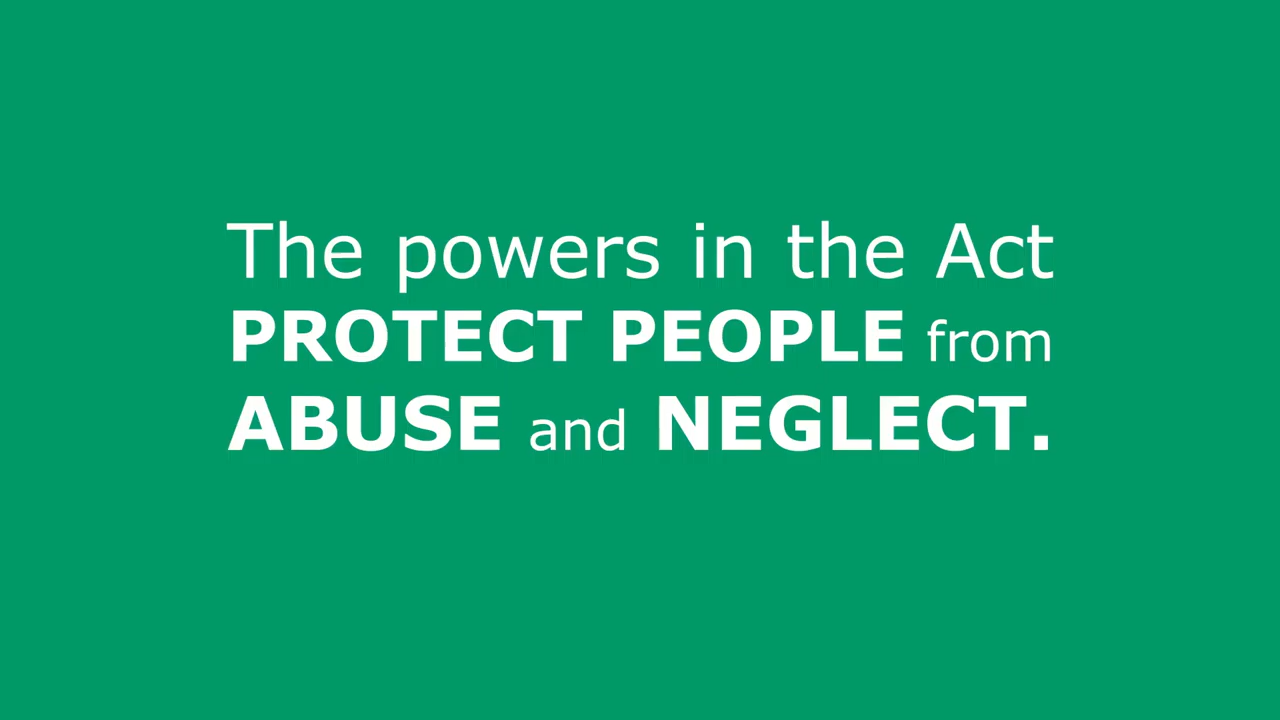 The powers in the Act
PROTECT PEOPLE from
ABUSE and NEGLECT.